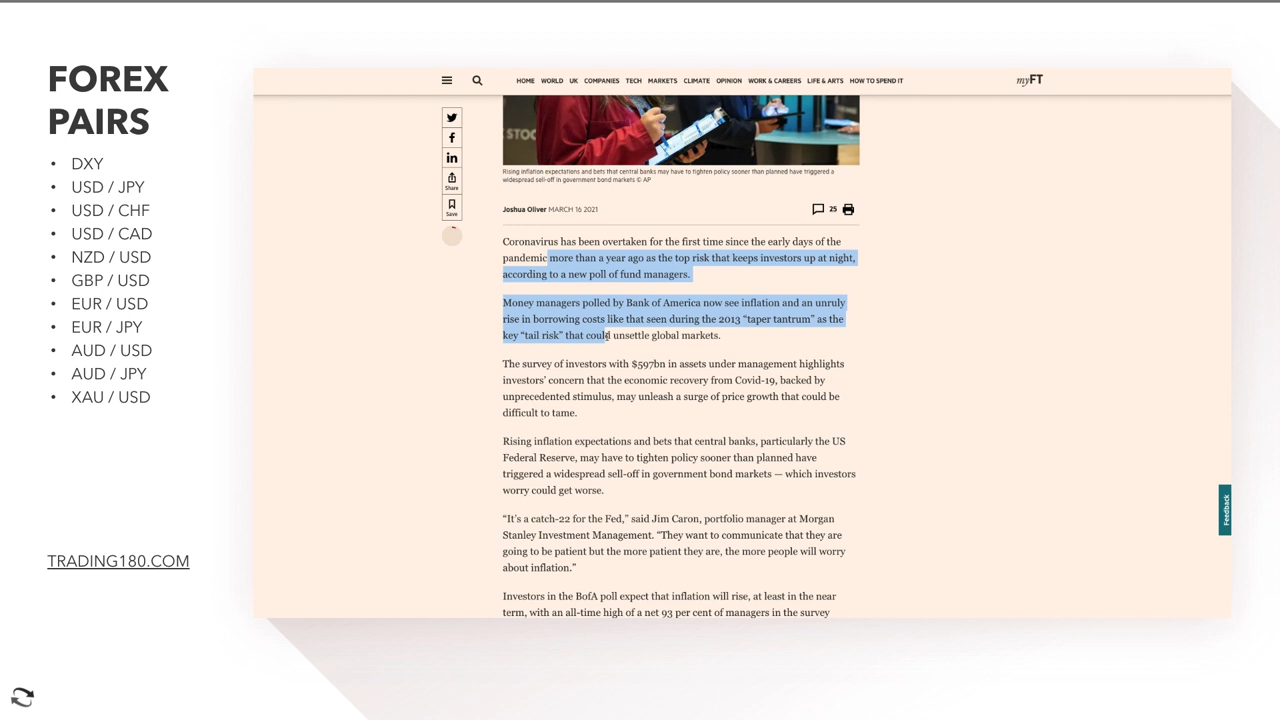 FOREX
PAIRS
• DXY
• USD / JPY
• USD / CHF
• USD / CAD
• NZD / USD
• GBP / USD
• EUR / USD
• EUR / JPY
• AUD / USD
• AUD / JPY
• XAU / USD
TRADING180.COM
HOME WORLD UK COMPANIES TECH MARKETS CLIMATE OPINION WORK & CAREERS LIFE & ARTS HOW TO SPEND IT
myFT
STOC
Share
Save
Rising inflation expectations and bets that central banks may have to tighten policy sooner than planned have triggered a
widespread sell-off in government bond markets © AP
Joshua Oliver MARCH 16 2021
25
Coronavirus has been overtaken for the first time since the early days of the
pandemic more than a year ago as the top risk that keeps investors up at night,
according to a new poll of fund managers.
Money managers polled by Bank of America now see inflation and an unruly
rise in borrowing costs like that seen during the 2013 “taper tantrum” as the
key “tail risk” that could unsettle global markets.
The survey of investors with $597bn in assets under management highlights
investors’ concern that the economic recovery from Covid-19, backed by
unprecedented stimulus, may unleash a surge of price growth that could be
difficult to tame.
Rising inflation expectations and bets that central banks, particularly the US
Federal Reserve, may have to tighten policy sooner than planned have
triggered a widespread sell-off in government bond markets — which investors
worry could get worse.
“It’s a catch-22 for the Fed,” said Jim Caron, portfolio manager at Morgan
Stanley Investment Management. “They want to communicate that they are
going to be patient but the more patient they are, the more people will worry
about inflation.”
Investors in the BofA poll expect that inflation will rise, at least in the near
term, with an all-time high of a net 93 per cent of managers in the survey
Feedback